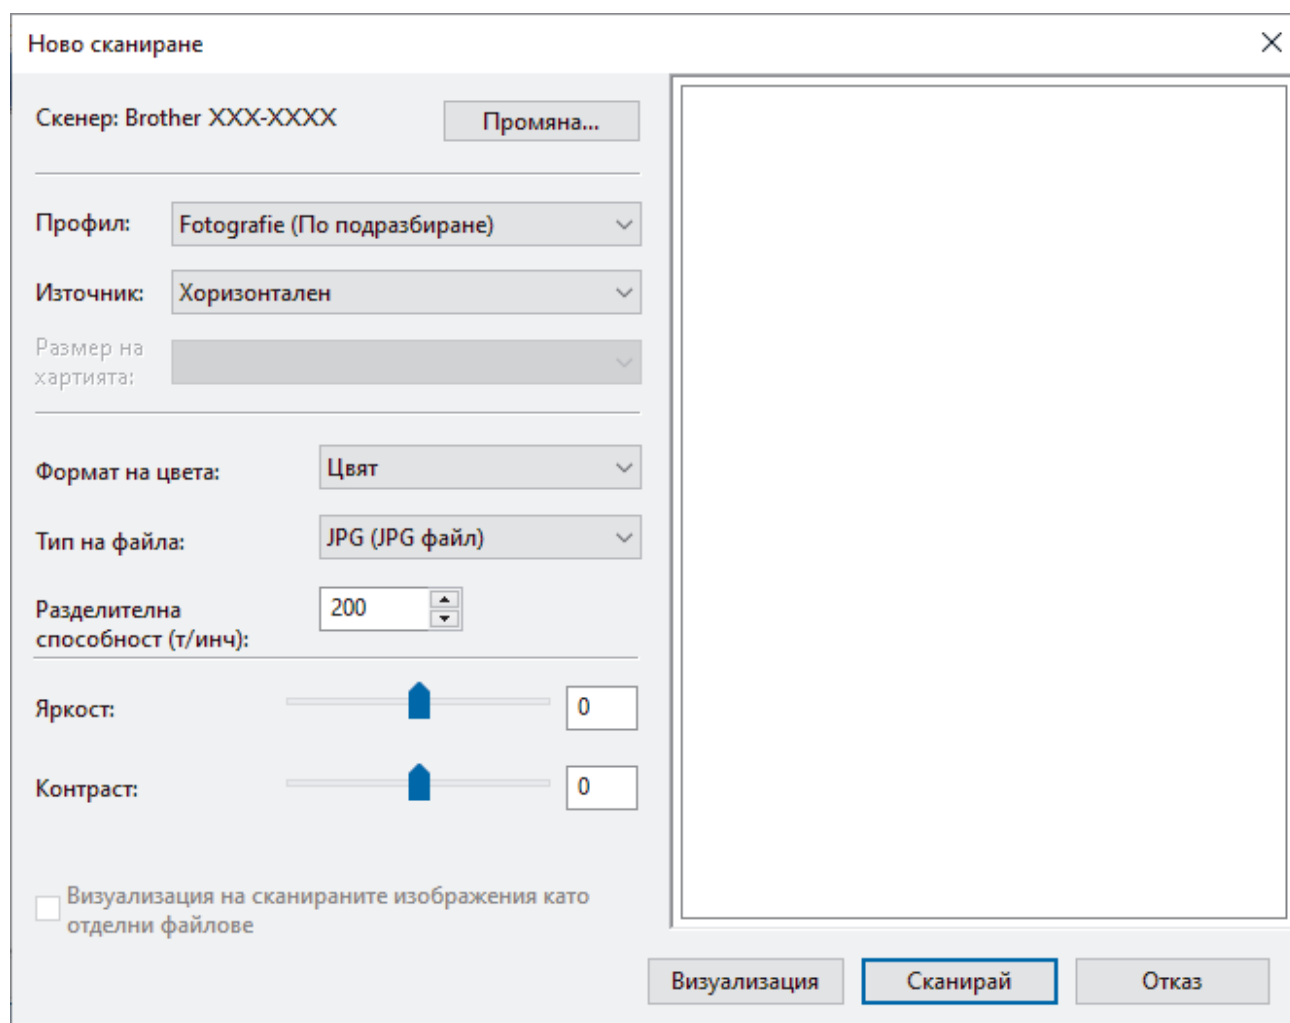 Ново сканиране
Скенер: Brother XXX-XXXX
Промяна...
Профил:
Fotografie (По подразбиране)
Източник:
Хоризонтален
Размер на
хартията:
Формат на цвета:
Цвят
Тип на файла:
JPG (JPG файл)
Разделителна
способност (т/инч):
200
Яркост:
0
Контраст:
0
Визуализация на сканираните изображения като
отделни файлове
Визуализация
Сканирай
Отказ